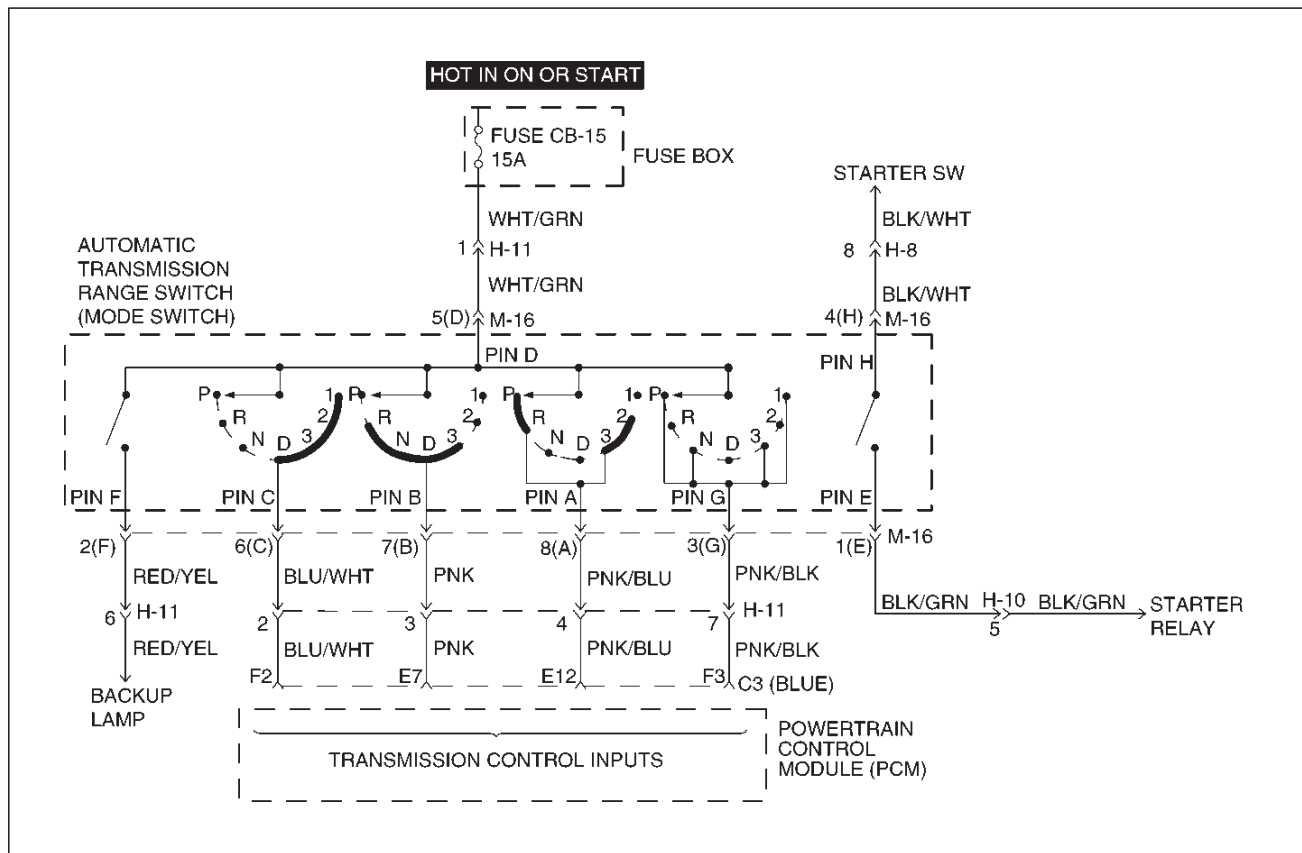 HOT IN ON OR START
FUSE CB-15
15A
FUSE BOX
STARTER SW
WHT/GRN
BLK/WHT
1 H-11
8 H-8
AUTOMATIC
TRANSMISSION
RANGE SWITCH
(MODE SWITCH)
WHT/GRN
BLK/WHT
5(D) M-16
4(H) M-16
PIN D
PIN H
P R N D 3 2 1
P R N D 3 2 1
P R N D 3 2 1
P R N D 3 2 1
PIN F PIN C PIN B PIN A PIN G PIN E
2(F) 6(C) 7(B) 8(A) 3(G) 1(E) M-16
RED/YEL BLU/WHT PNK PNK/BLU PNK/BLK
BLK/GRN H-10 BLK/GRN
5
STARTER
RELAY
6 H-11 2 3 4 7 H-11
RED/YEL BLU/WHT PNK PNK/BLU PNK/BLK
F2 E7 E12 F3 C3 (BLUE)
BACKUP
LAMP
TRANSMISSION CONTROL INPUTS
POWERTRAIN
CONTROL
MODULE (PCM)